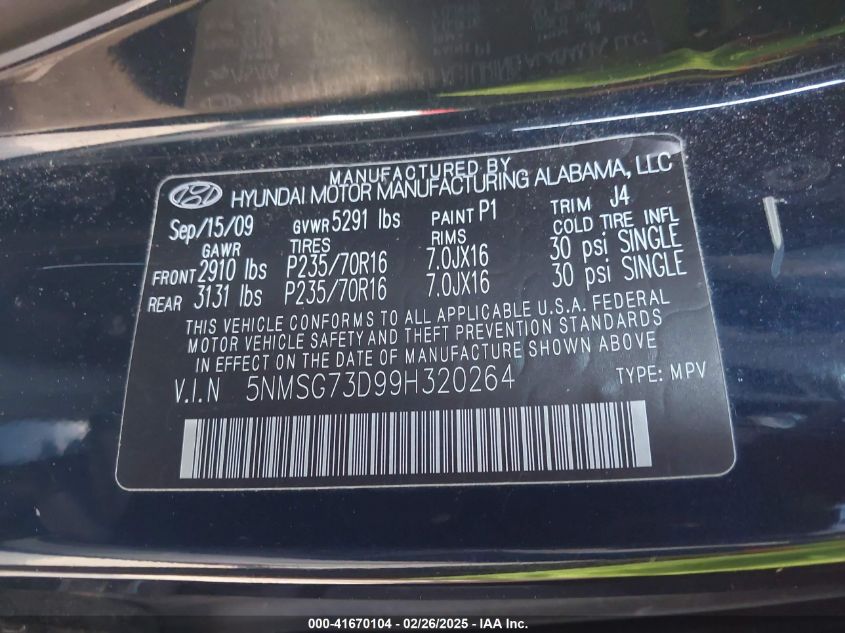 MANUFACTURED BY
HYUNDAI MOTOR MANUFACTURING ALABAMA, LLC
Sep/15/09 GVWR 5291 lbs PAINT P1 TRIM J4
GAWR TIRES RIMS COLD TIRE INFL
FRONT 2910 lbs P235/70R16 7.0JX16 30 psi SINGLE
REAR 3131 lbs P235/70R16 7.0JX16 30 psi SINGLE
THIS VEHICLE CONFORMS TO ALL APPLICABLE U.S.A. FEDERAL
MOTOR VEHICLE SAFETY AND THEFT PREVENTION STANDARDS
IN EFFECT ON THE DATE OF MANUFACTURE SHOWN ABOVE
V.I.N 5NMSG73D99H320264 TYPE: MPV
000-41670104 - 02/26/2025 - IAA Inc.